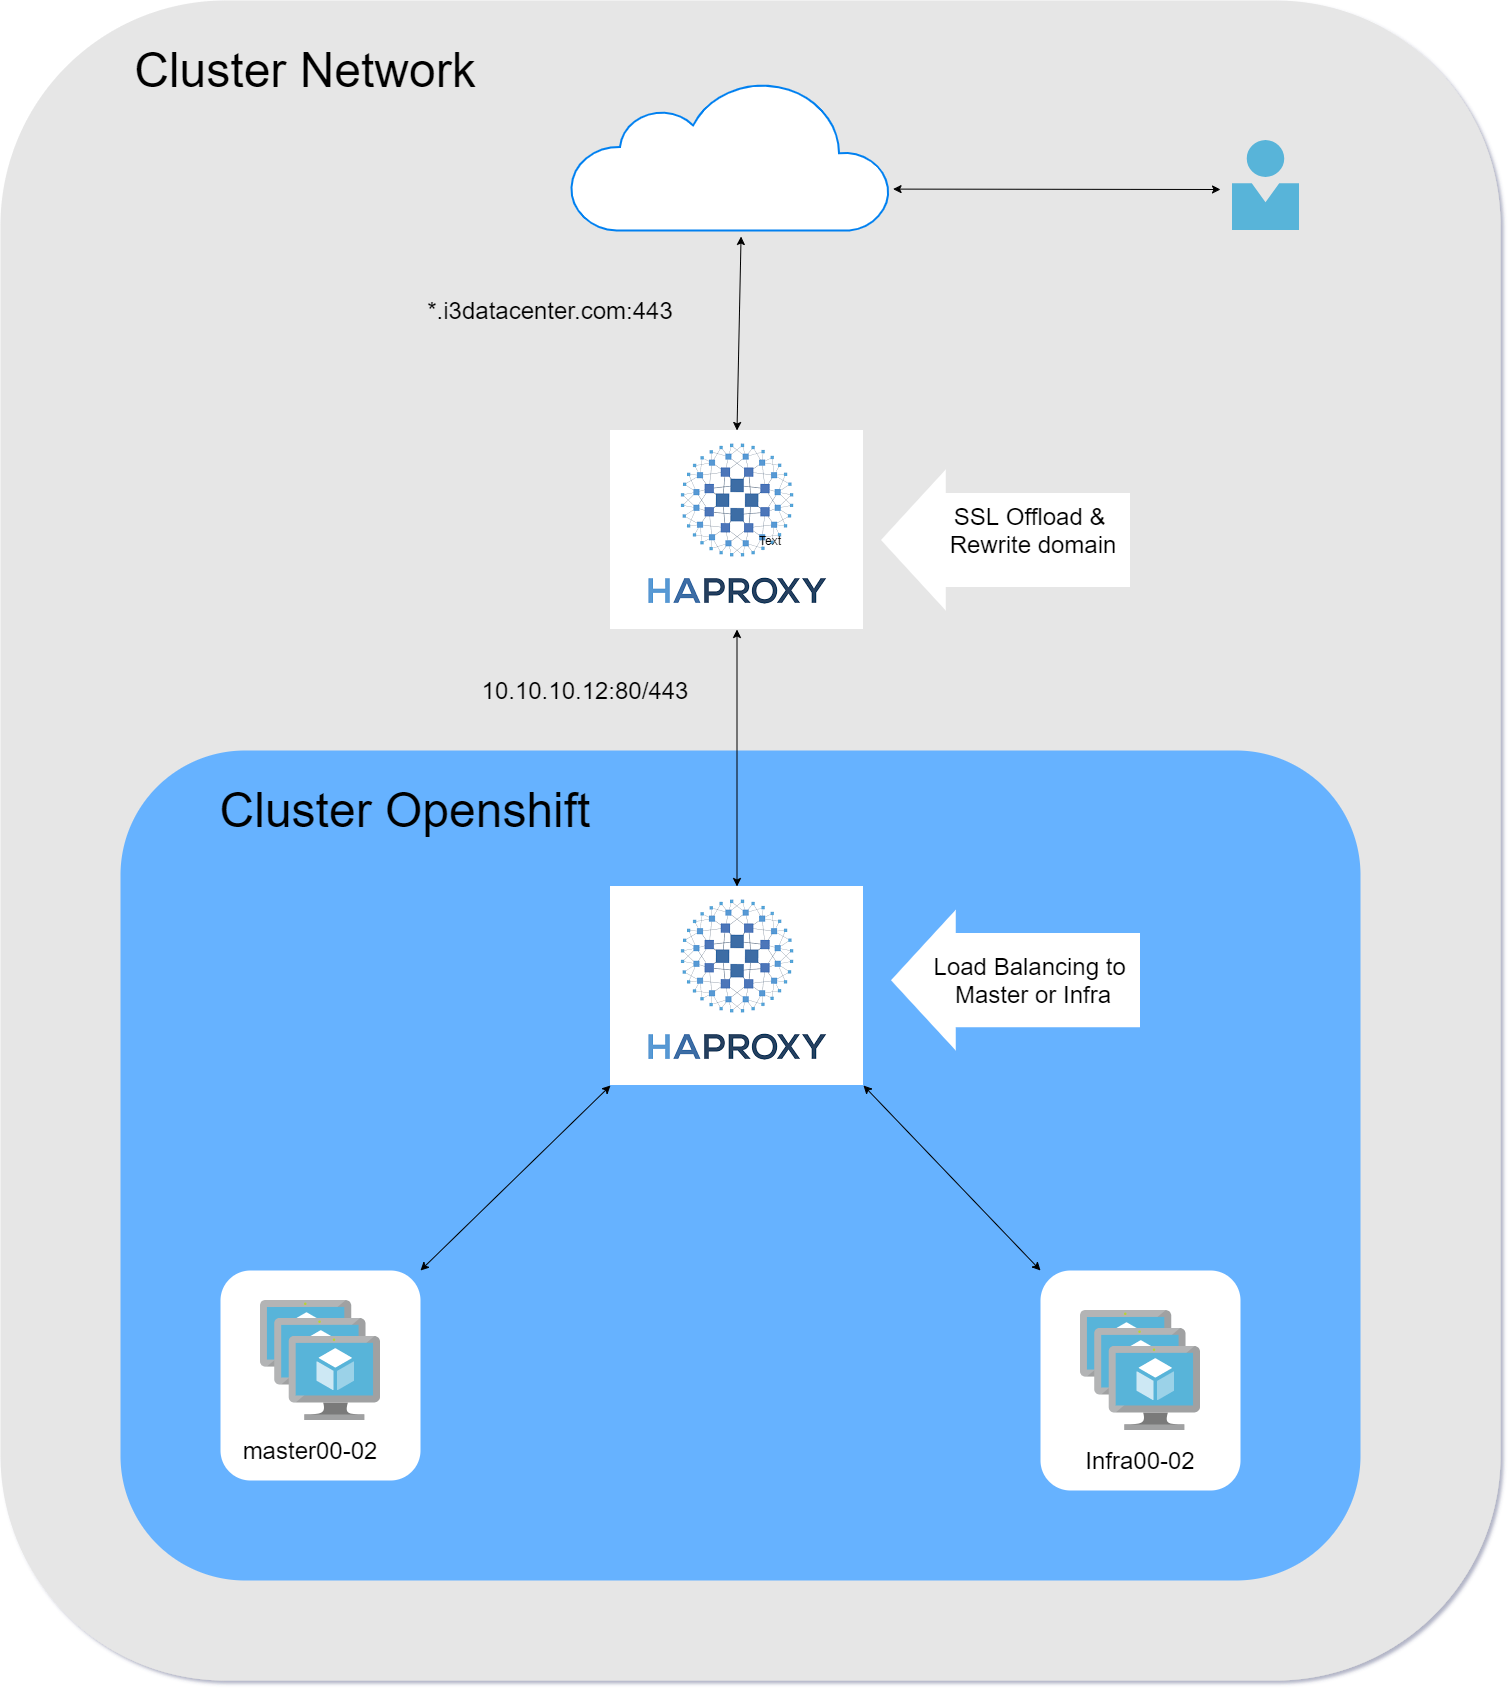 Cluster Network
*.i3datacenter.com:443
Text
HAPROXY
SSL Offload &
Rewrite domain
10.10.10.12:80/443
Cluster Openshift
HAPROXY
Load Balancing to
Master or Infra
master00-02
Infra00-02